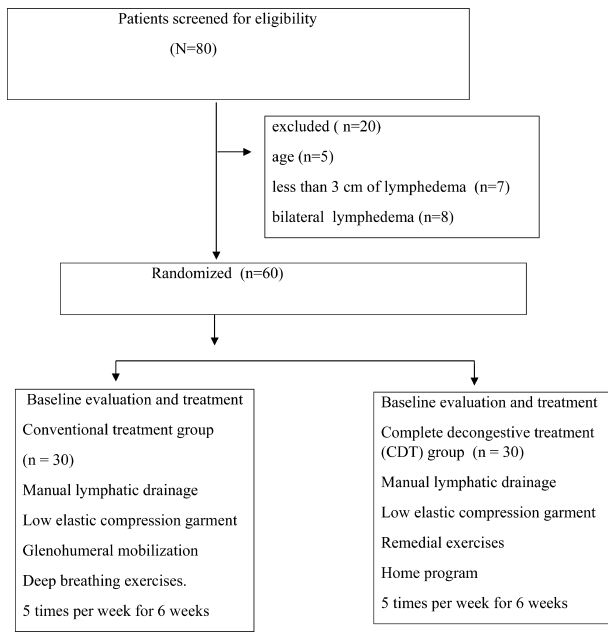 Patients screened for eligibility
(N=80)
excluded ( n=20)
age (n=5)
less than 3 cm of lymphedema (n=7)
bilateral lymphedema (n=8)
Randomized (n=60)
Baseline evaluation and treatment
Conventional treatment group
(n = 30)
Manual lymphatic drainage
Low elastic compression garment
Glenohumeral mobilization
Deep breathing exercises.
5 times per week for 6 weeks
Baseline evaluation and treatment
Complete decongestive treatment
(CDT) group (n = 30)
Manual lymphatic drainage
Low elastic compression garment
Remedial exercises
Home program
5 times per week for 6 weeks